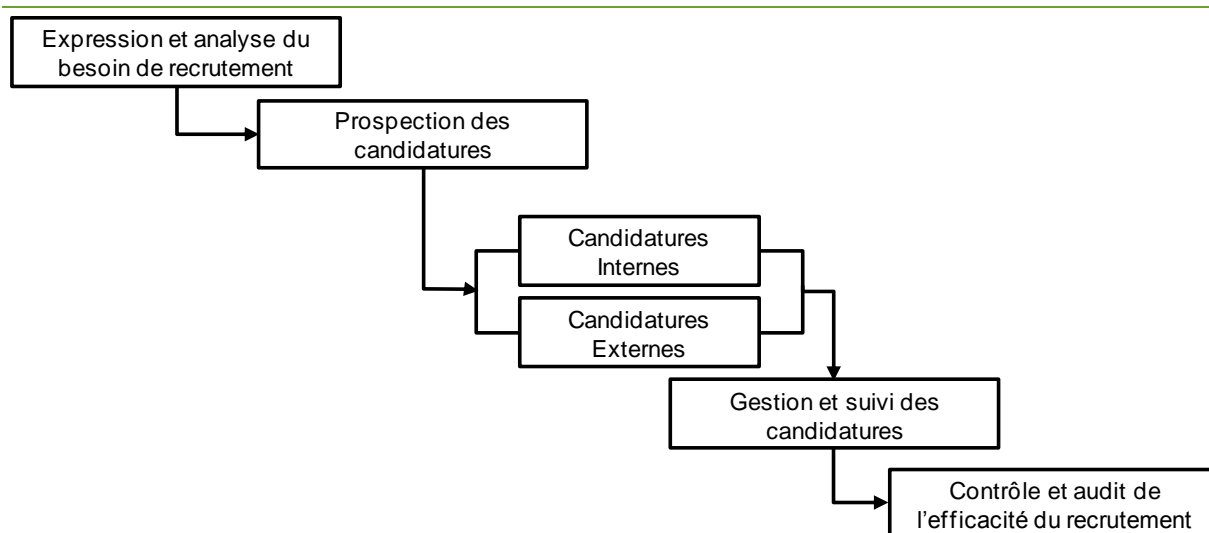 Expression et analyse du
besoin de recrutement
Prospection des
candidatures
Candidatures
Internes
Candidatures
Externes
Gestion et suivi des
candidatures
Contrôle et audit de
l'efficacité du recrutement